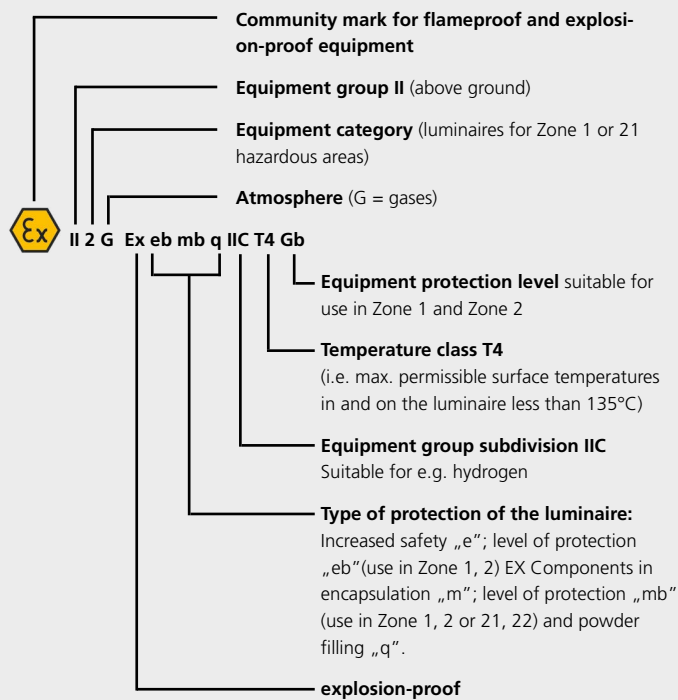 Community mark for flameproof and explosi-
on-proof equipment
Equipment group II (above ground)
Equipment category (luminaires for Zone 1 or 21
hazardous areas)
Atmosphere (G = gases)
Ex II 2 G Ex eb mb q IIC T4 Gb
Equipment protection level suitable for
use in Zone 1 and Zone 2
Temperature class T4
(i.e. max. permissible surface temperatures
in and on the luminaire less than 135°C)
Equipment group subdivision IIC
Suitable for e.g. hydrogen
Type of protection of the luminaire:
Increased safety „e”; level of protection
„eb”(use in Zone 1, 2) EX Components in
encapsulation „m”; level of protection „mb”
(use in Zone 1, 2 or 21, 22) and powder
filling „q”.
explosion-proof